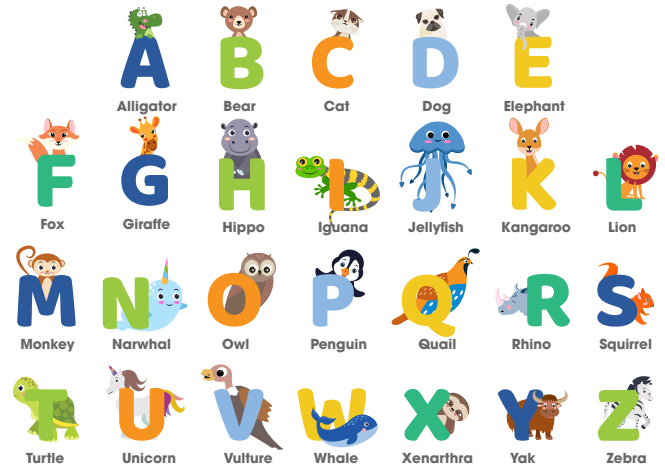 A B C D E
Alligator Bear Cat Dog Elephant
F G H I J K L
Fox Giraffe Hippo Iguana Jellyfish Kangaroo Lion
M N O P Q R S
Monkey Narwhal Owl Penguin Quail Rhino Squirrel
T U V W X Y Z
Turtle Unicorn Vulture Whale Xenarthra Yak Zebra